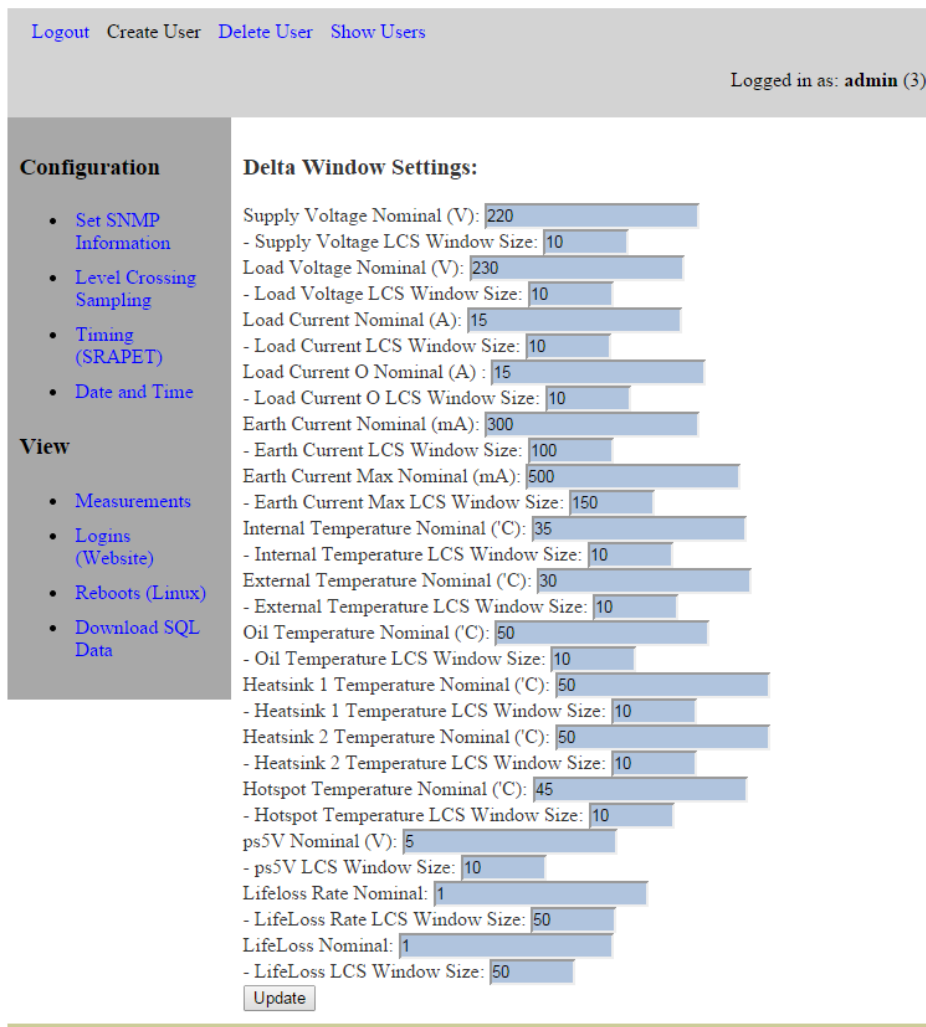 Logout Create User Delete User Show Users
Logged in as: admin (3)
Configuration
Set SNMP
Information
Level Crossing
Sampling
Timing
(SRAPET)
Date and Time
View
Measurements
Logins
(Website)
Reboots (Linux)
Download SQL
Data
Delta Window Settings:
Supply Voltage Nominal (V): 220
- Supply Voltage LCS Window Size: 10
Load Voltage Nominal (V): 230
- Load Voltage LCS Window Size: 10
Load Current Nominal (A): 15
- Load Current LCS Window Size: 10
Load Current O Nominal (A) : 15
- Load Current O LCS Window Size: 10
Earth Current Nominal (mA): 300
- Earth Current LCS Window Size: 100
Earth Current Max Nominal (mA): 500
- Earth Current Max LCS Window Size: 150
Internal Temperature Nominal ('C): 35
- Internal Temperature LCS Window Size: 10
External Temperature Nominal ('C): 30
- External Temperature LCS Window Size: 10
Oil Temperature Nominal ('C): 50
- Oil Temperature LCS Window Size: 10
Heatsink 1 Temperature Nominal ('C): 50
- Heatsink 1 Temperature LCS Window Size: 10
Heatsink 2 Temperature Nominal ('C): 50
- Heatsink 2 Temperature LCS Window Size: 10
Hotspot Temperature Nominal ('C): 45
- Hotspot Temperature LCS Window Size: 10
ps5V Nominal (V): 5
- ps5V LCS Window Size: 10
Lifeloss Rate Nominal: 1
- LifeLoss Rate LCS Window Size: 50
LifeLoss Nominal: 1
- LifeLoss LCS Window Size: 50
Update